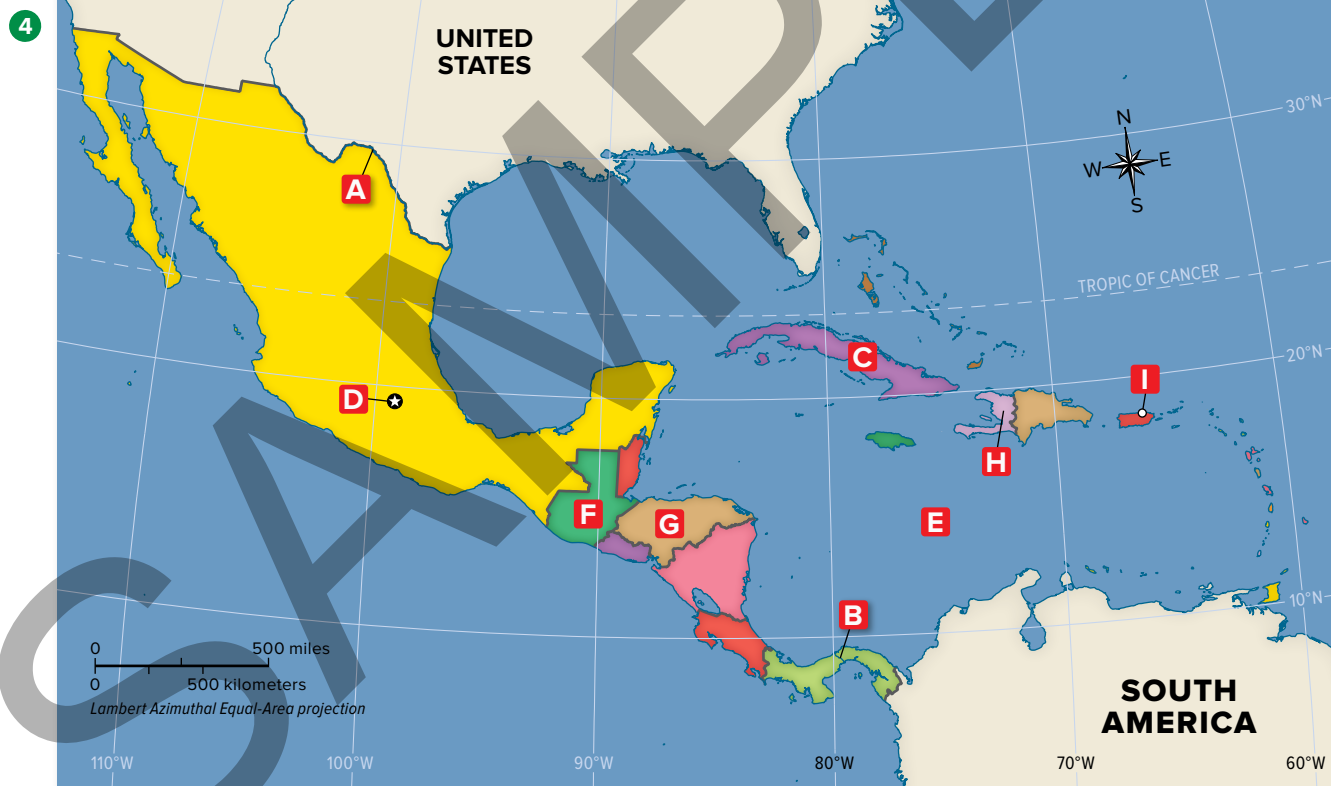 4
UNITED
STATES
30°N
N
W
E
S
A
TROPIC OF CANCER
20°N
C
I
D
H
F
G
E
10°N
B
0
500 miles
0
500 kilometers
Lambert Azimuthal Equal-Area projection
SOUTH
AMERICA
110°W
100°W
90°W
80°W
70°W
60°W
SAMPLE